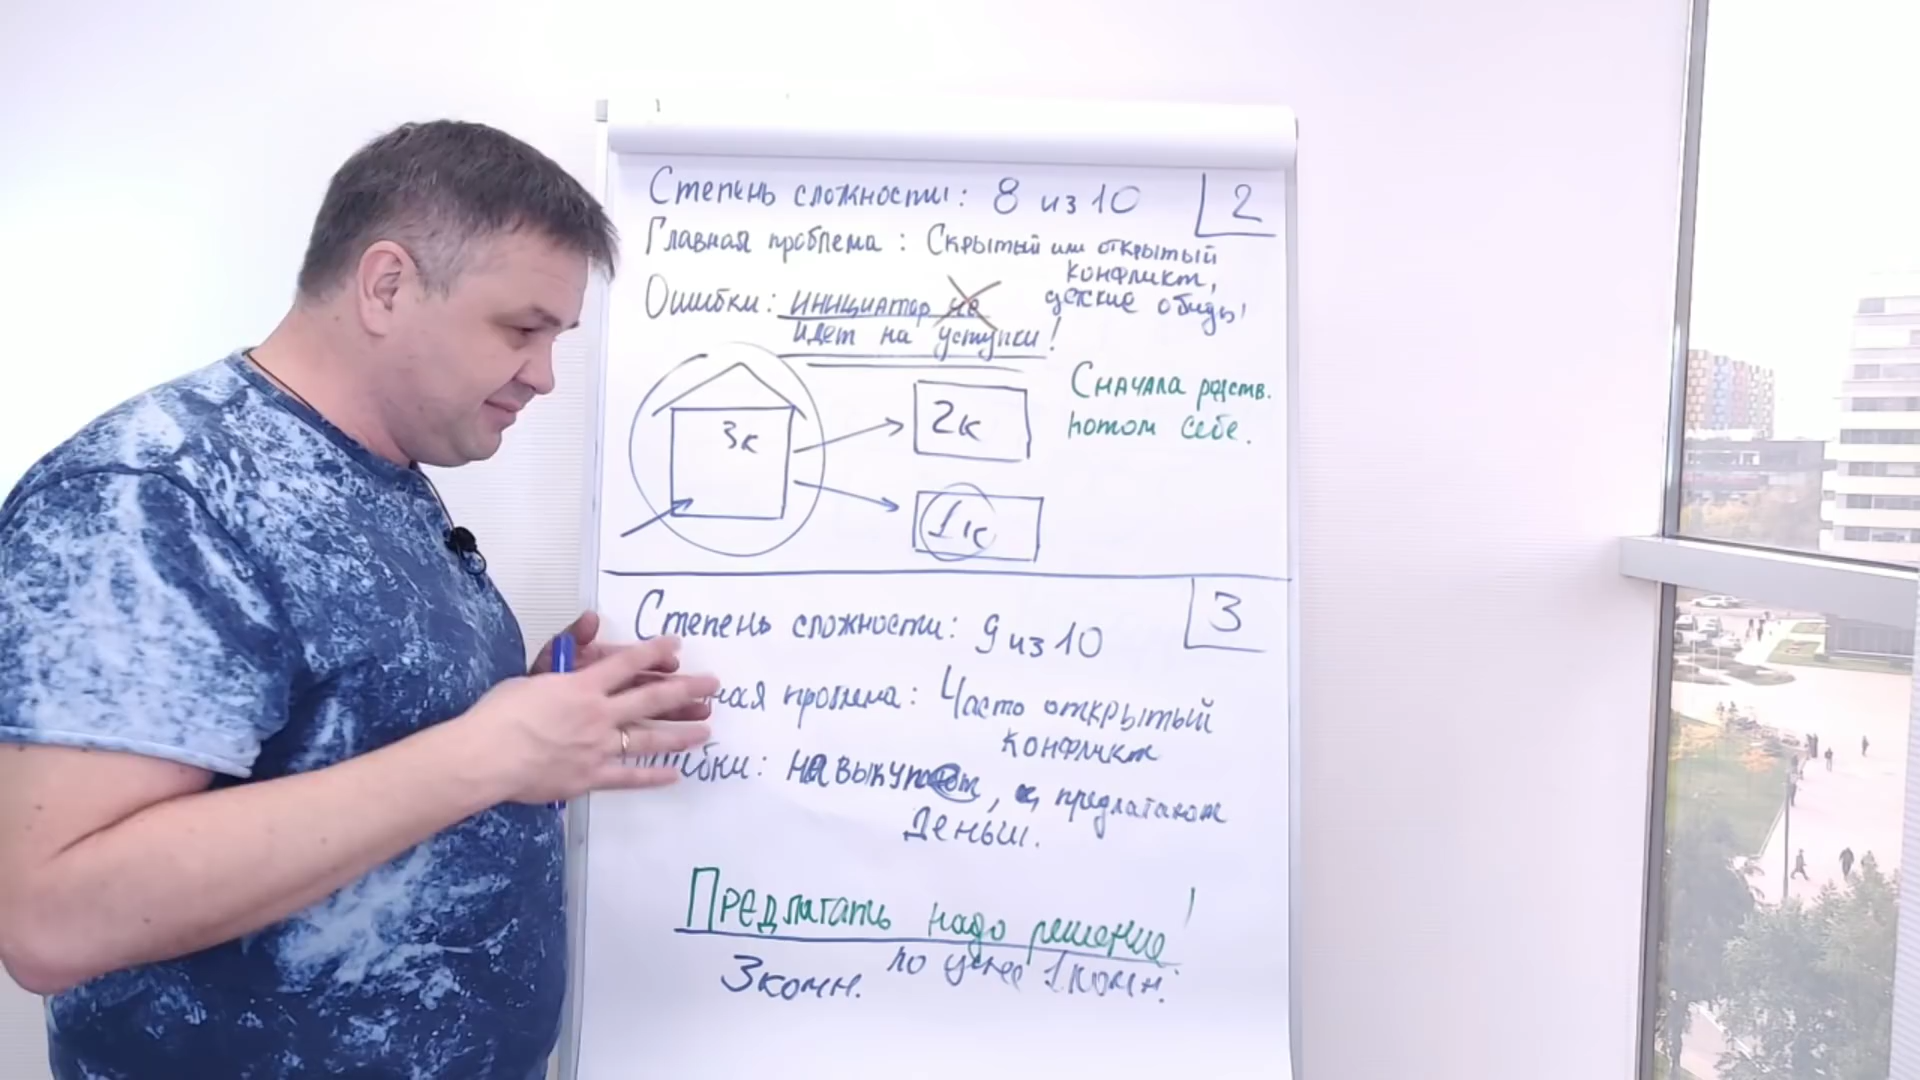 Степень сложности: 8 из 10
2
Главная проблема: Скрытый или открытый
конфликт,
детские обиды!
Ошибки: инициатор не
идет на уступки!
3к
2к
1к
Сначала родств.
потом себе.
Степень сложности: 9 из 10
3
ная проблема: Часто открытый
конфликт
ибки: , предлагают
деньги.
Предлагать надо решение!
3комн. по цене 1комн.